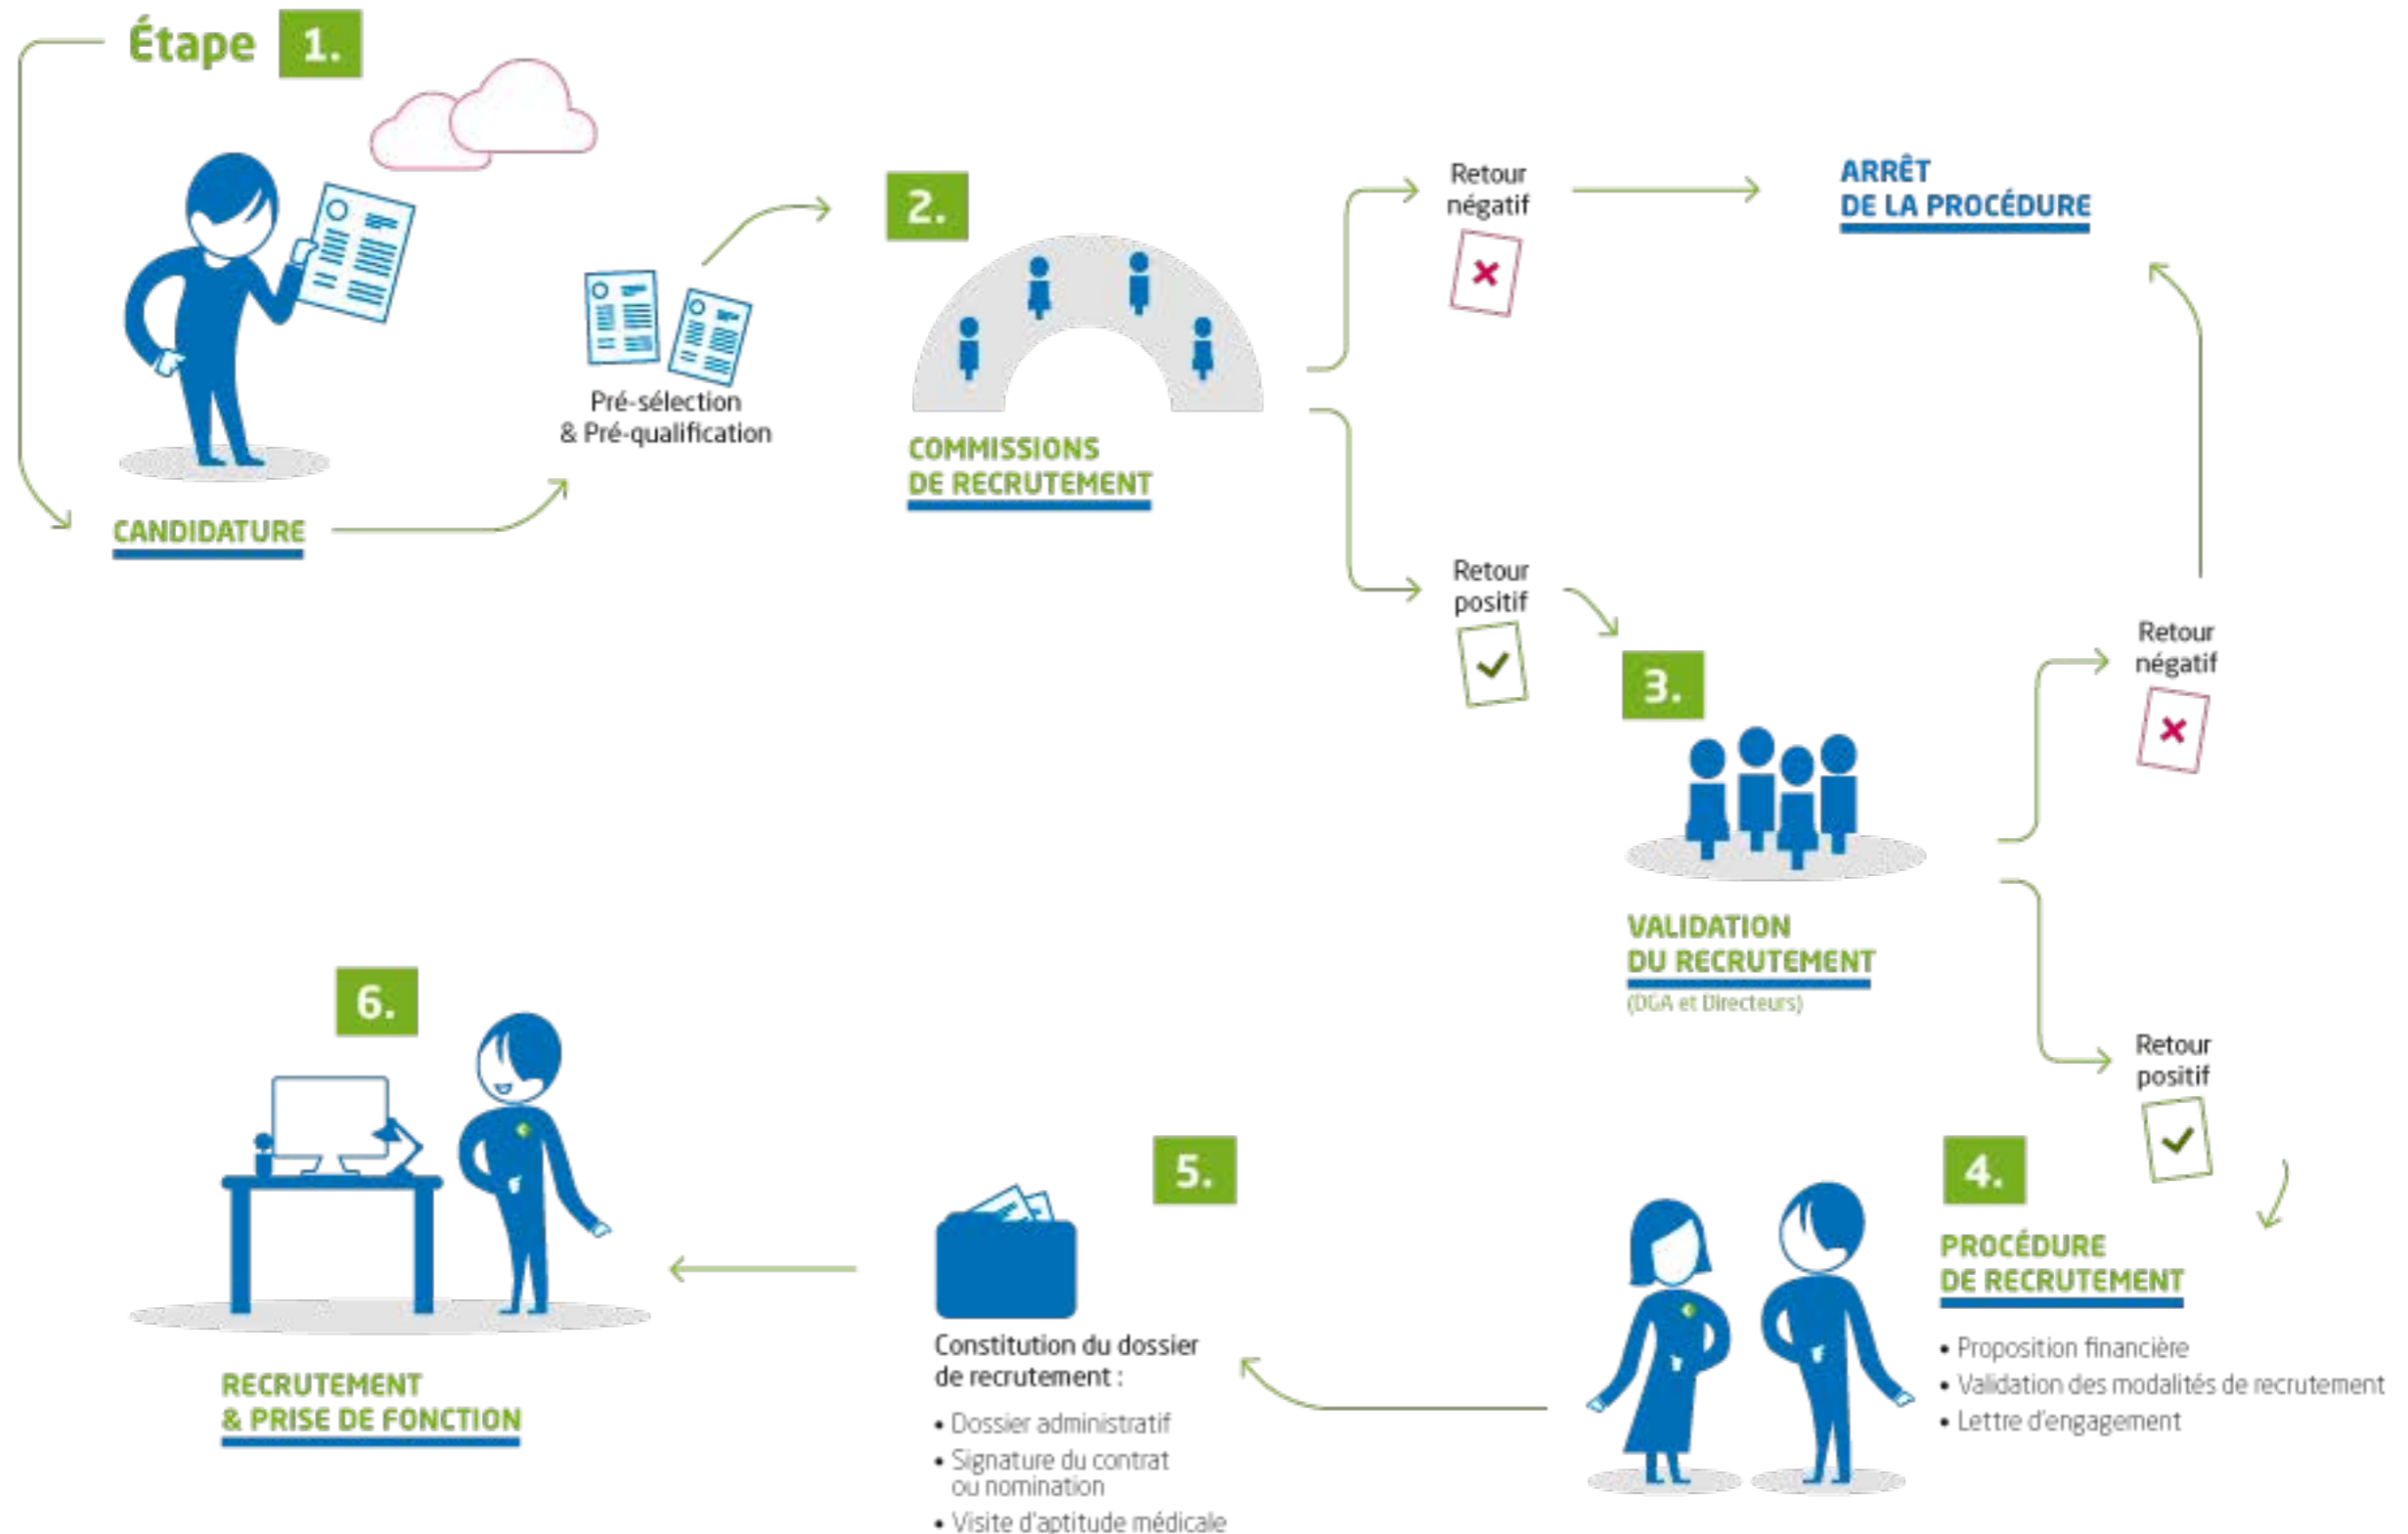 Étape 1.
CANDIDATURE
Pré-sélection
& Pré-qualification
2.
COMMISSIONS
DE RECRUTEMENT
Retour
négatif
ARRÊT
DE LA PROCÉDURE
Retour
positif
3.
VALIDATION
DU RECRUTEMENT
(DGA et Directeurs)
Retour
négatif
Retour
positif
4.
PROCÉDURE
DE RECRUTEMENT
• Proposition financière
• Validation des modalités de recrutement
• Lettre d'engagement
5.
Constitution du dossier
de recrutement :
• Dossier administratif
• Signature du contrat
ou nomination
• Visite d'aptitude médicale
6.
RECRUTEMENT
& PRISE DE FONCTION